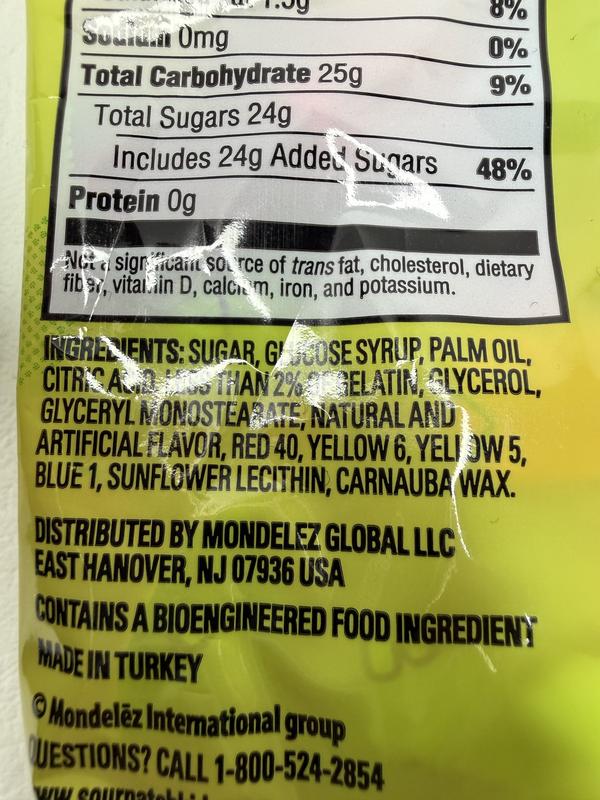 1.5g 8%
Sodium 0mg 0%
Total Carbohydrate 25g 9%
Total Sugars 24g
Includes 24g Added Sugars 48%
Protein 0g
Not a significant source of trans fat, cholesterol, dietary
fiber, vitamin D, calcium, iron, and potassium.
INGREDIENTS: SUGAR, GLUCOSE SYRUP, PALM OIL,
CITRIC ACID, LESS THAN 2% OF GELATIN, GLYCEROL,
GLYCERYL MONOSTEARATE, NATURAL AND
ARTIFICIAL FLAVOR, RED 40, YELLOW 6, YELLOW 5,
BLUE 1, SUNFLOWER LECITHIN, CARNAUBA WAX.
DISTRIBUTED BY MONDELEZ GLOBAL LLC
EAST HANOVER, NJ 07936 USA
CONTAINS A BIOENGINEERED FOOD INGREDIENT
MADE IN TURKEY
© Mondelēz International group
QUESTIONS? CALL 1-800-524-2854